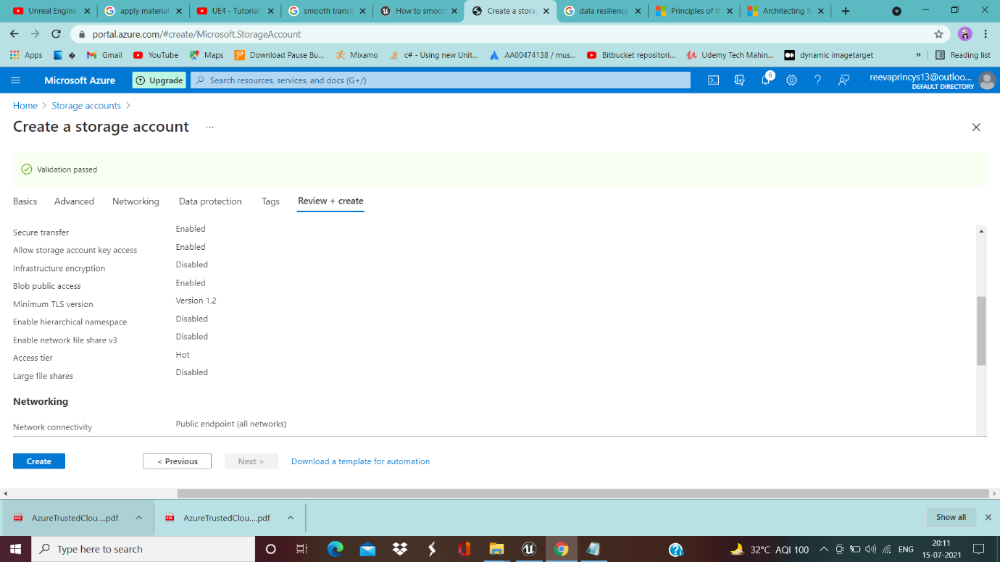 Unreal Engine
apply material
UE4 - Tutorial
smooth transit
How to smoot
Create a storag
data resiliency
Principles of th
Architecting fo
portal.azure.com/#create/Microsoft.StorageAccount
Apps
Gmail
YouTube
Maps
Download Pause Bu...
Mixamo
c# - Using new Unit...
AA00474138 / mus...
Bitbucket repositori...
Udemy Tech Mahin...
dynamic imagetarget
»
Reading list
Microsoft Azure
Upgrade
Search resources, services, and docs (G+/)
6
reevaprincys13@outloo...
DEFAULT DIRECTORY
Home > Storage accounts >
Create a storage account ...
Validation passed
Basics Advanced Networking Data protection Tags Review + create
Secure transfer Enabled
Allow storage account key access Enabled
Infrastructure encryption Disabled
Blob public access Enabled
Minimum TLS version Version 1.2
Enable hierarchical namespace Disabled
Enable network file share v3 Disabled
Access tier Hot
Large file shares Disabled
Networking
Network connectivity Public endpoint (all networks)
Create < Previous Next > Download a template for automation
AzureTrustedClou....pdf
AzureTrustedClou....pdf
Show all
Type here to search
32°C AQI 100
ENG
20:11
15-07-2021